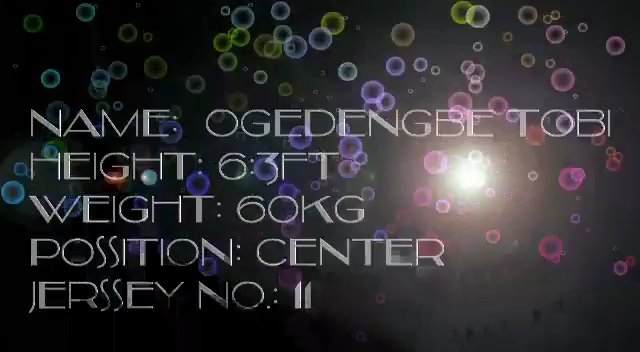 NAME: OGEDENGBE TOBI
HEIGHT: 6:3FT
WEIGHT: 60KG
POSSITION: CENTER
JERSSEY NO.: 11